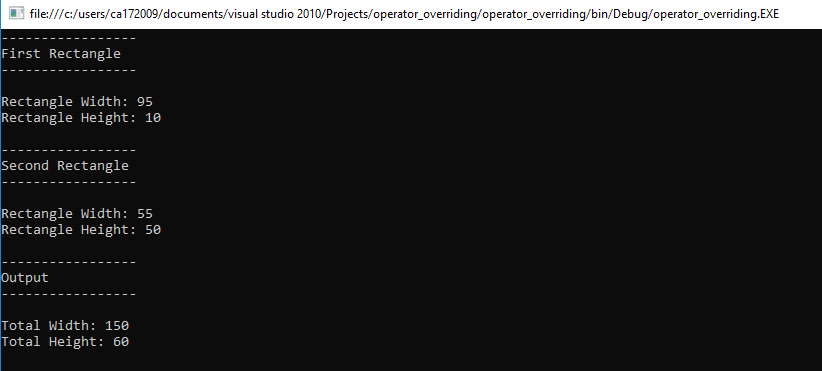 file:///c:/users/ca172009/documents/visual studio 2010/Projects/operator_overriding/operator_overriding/bin/Debug/operator_overriding.EXE
-----------------
First Rectangle
-----------------
Rectangle Width: 95
Rectangle Height: 10
-----------------
Second Rectangle
-----------------
Rectangle Width: 55
Rectangle Height: 50
-----------------
Output
-----------------
Total Width: 150
Total Height: 60